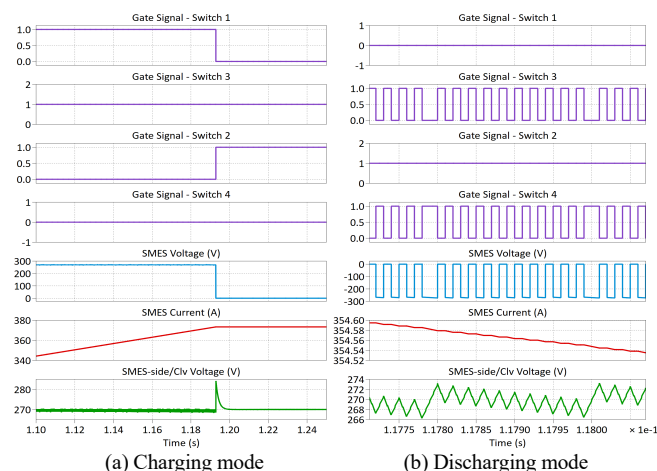 Gate Signal - Switch 1
1.0
0.5
0.0
Gate Signal - Switch 3
2
1
0
Gate Signal - Switch 2
1.0
0.5
0.0
Gate Signal - Switch 4
1
0
-1
SMES Voltage (V)
300
200
100
0
SMES Current (A)
380
360
340
SMES-side/Clv Voltage (V)
280
270
1.10 1.12 1.14 1.16 1.18 1.20 1.22 1.24
Time (s)
(a) Charging mode
Gate Signal - Switch 1
1
0
-1
Gate Signal - Switch 3
1.0
0.5
0.0
Gate Signal - Switch 2
2
1
0
Gate Signal - Switch 4
1.0
0.5
0.0
SMES Voltage (V)
0
-100
-200
-300
SMES Current (A)
354.60
354.58
354.56
354.54
354.52
SMES-side/Clv Voltage (V)
274
272
270
268
266
1.1775 1.1780 1.1785 1.1790 1.1795 1.1800 × 1e-1
Time (s)
(b) Discharging mode